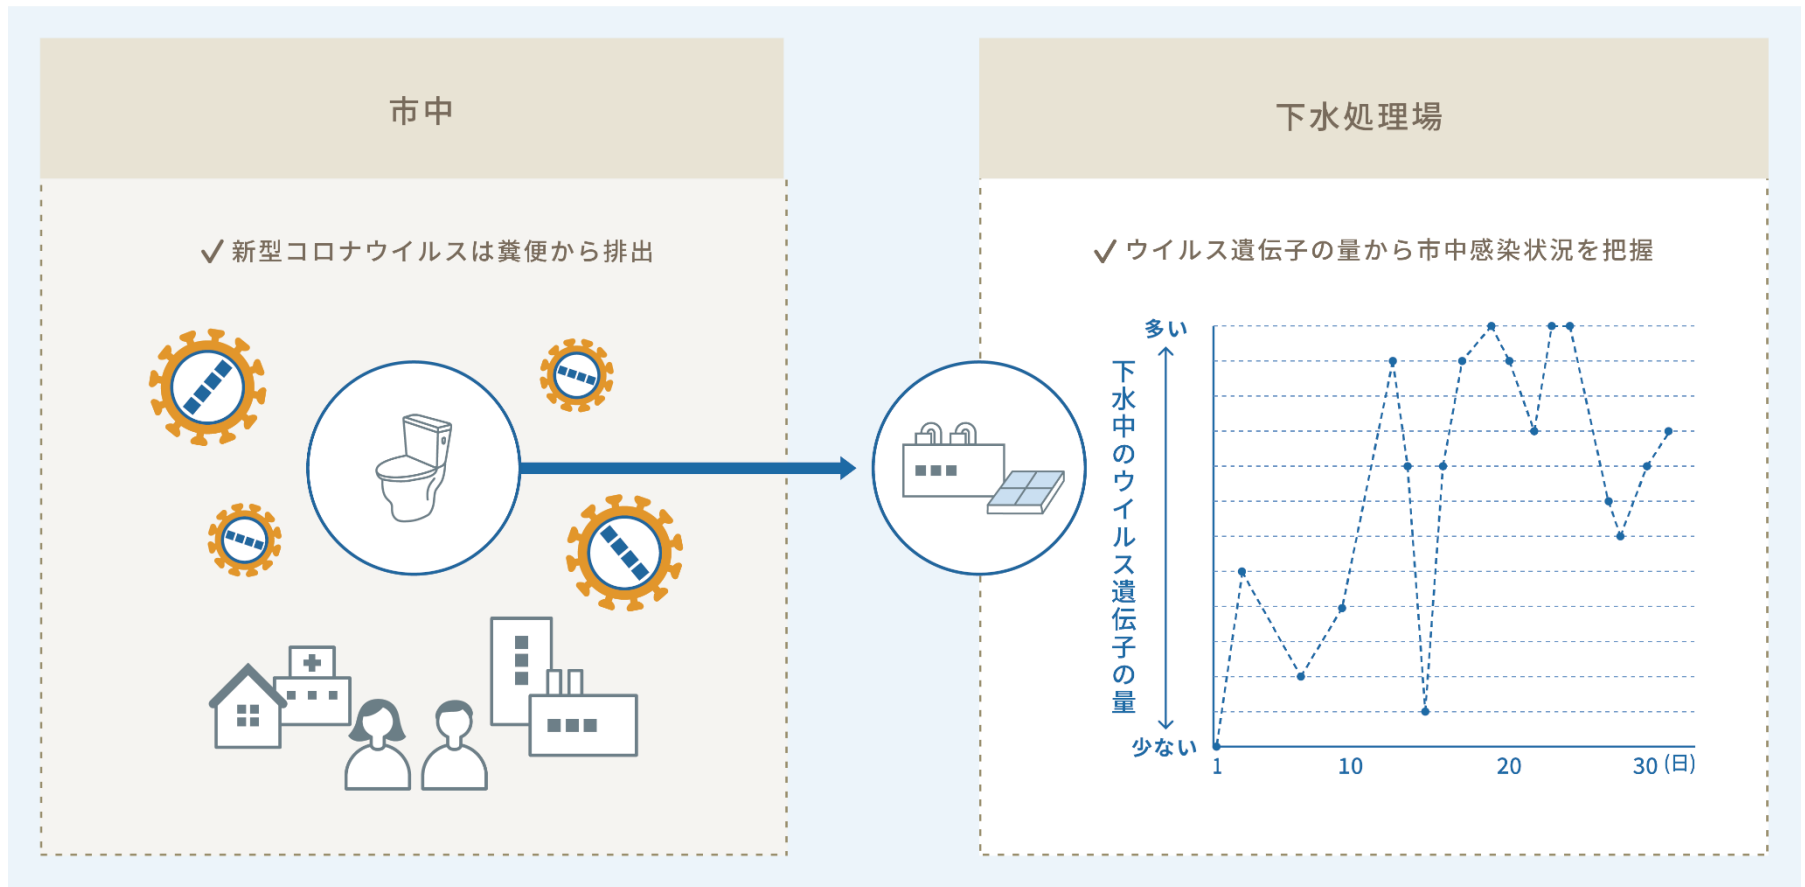 市中
新型コロナウイルスは糞便から排出
下水処理場
ウイルス遺伝子の量から市中感染状況を把握
多い
下水中のウイルス遺伝子の量
少ない
1 10 20 30 (日)